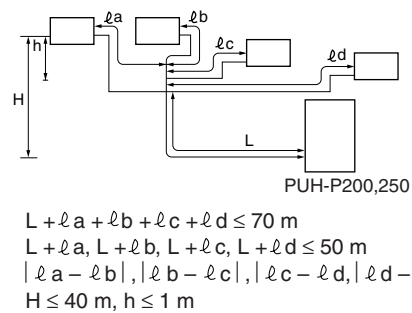 ℓa ℓb
h ℓc
ℓd
H
L
PUH-P200,250
L + ℓa + ℓb + ℓc + ℓd ≤ 70 m
L + ℓa, L + ℓb, L + ℓc, L + ℓd ≤ 50 m
|ℓa – ℓb|,|ℓb – ℓc|,|ℓc – ℓd,|ℓd –
H ≤ 40 m, h ≤ 1 m